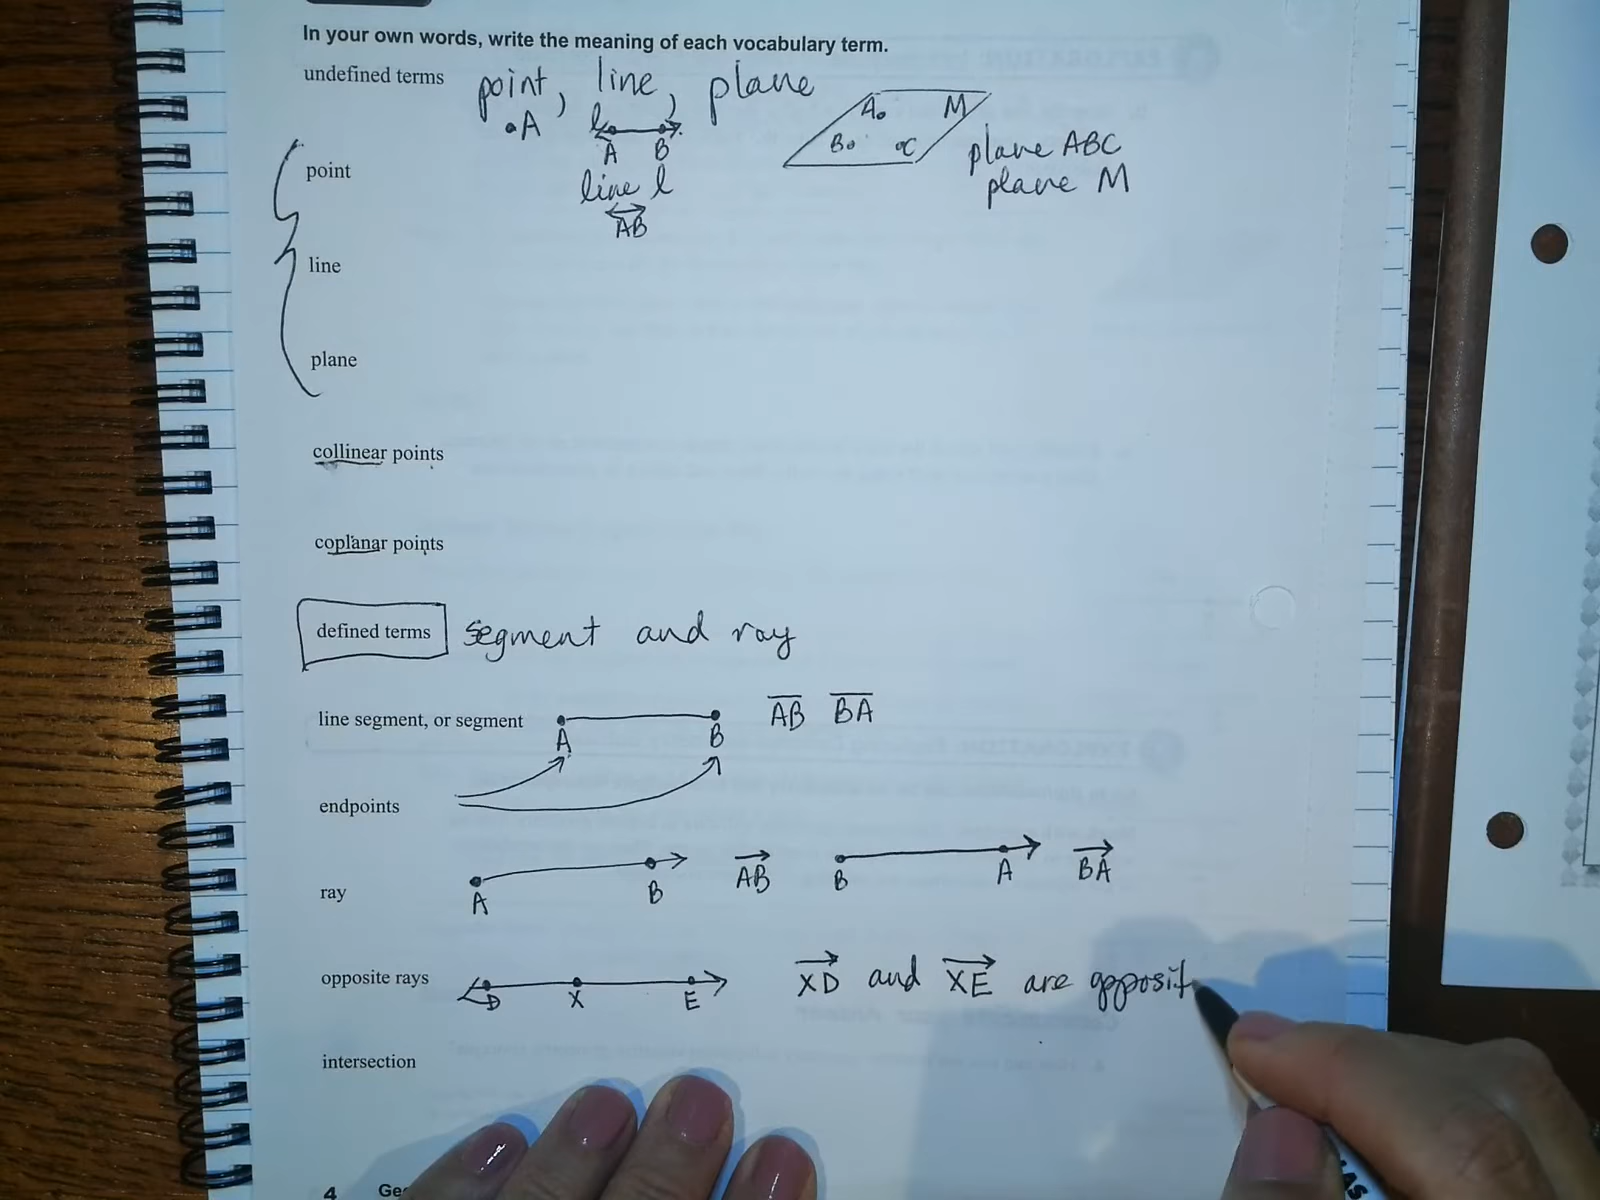 In your own words, write the meaning of each vocabulary term.
undefined terms point, line, plane
A l A B A M B C
point line l plane ABC
AB plane M
line
plane
collinear points
coplanar points
defined terms segment and ray
line segment, or segment A B AB BA
endpoints
ray A B AB B A BA
opposite rays D X E XD and XE are opposit
intersection
4